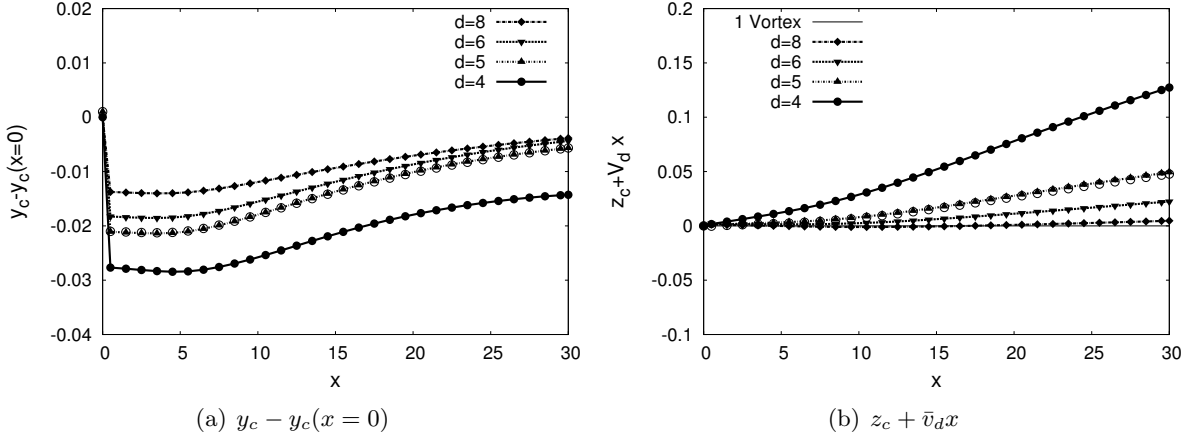 0.02
0.01
0
-0.01
-0.02
-0.03
-0.04
0 5 10 15 20 25 30
y_c-y_c(x=0)
x
d=8
d=6
d=5
d=4
(a) y_c − y_c(x = 0)
0.2
0.15
0.1
0.05
0
-0.05
-0.1
0 5 10 15 20 25 30
z_c+V_d x
x
1 Vortex
d=8
d=6
d=5
d=4
(b) z_c + v̄_d x